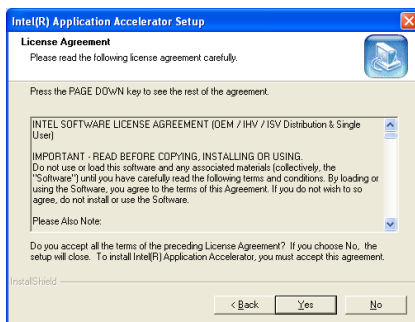 Intel(R) Application Accelerator Setup
License Agreement
Please read the following license agreement carefully.
Press the PAGE DOWN key to see the rest of the agreement.
INTEL SOFTWARE LICENSE AGREEMENT (OEM / IHV / ISV Distribution & Single
User)
IMPORTANT - READ BEFORE COPYING, INSTALLING OR USING.
Do not use or load this software and any associated materials (collectively, the
"Software") until you have carefully read the following terms and conditions. By loading or
using the Software, you agree to the terms of this Agreement. If you do not wish to so
agree, do not install or use the Software.
Please Also Note:
Do you accept all the terms of the preceding License Agreement? If you choose No, the
setup will close. To install Intel(R) Application Accelerator, you must accept this agreement.
InstallShield
< Back
Yes
No